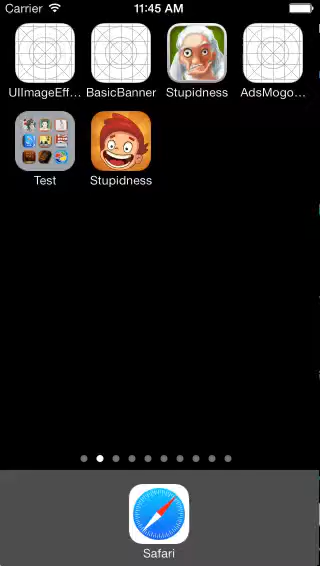 Carrier 11:45 AM
UIImageEff... BasicBanner Stupidness AdsMogo...
Test Stupidness
Safari